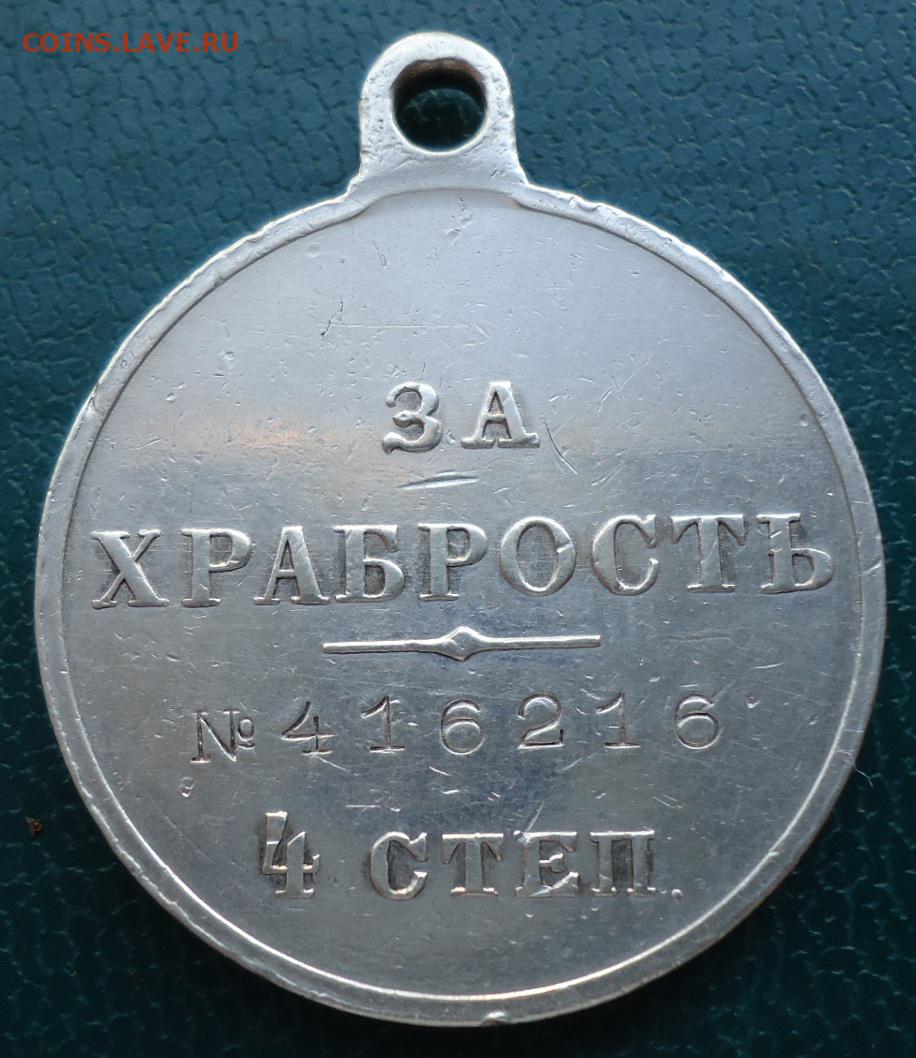 COINS.LAVE.RU
ЗА
ХРАБРОСТЬ
№ 416216
4 СТЕП.